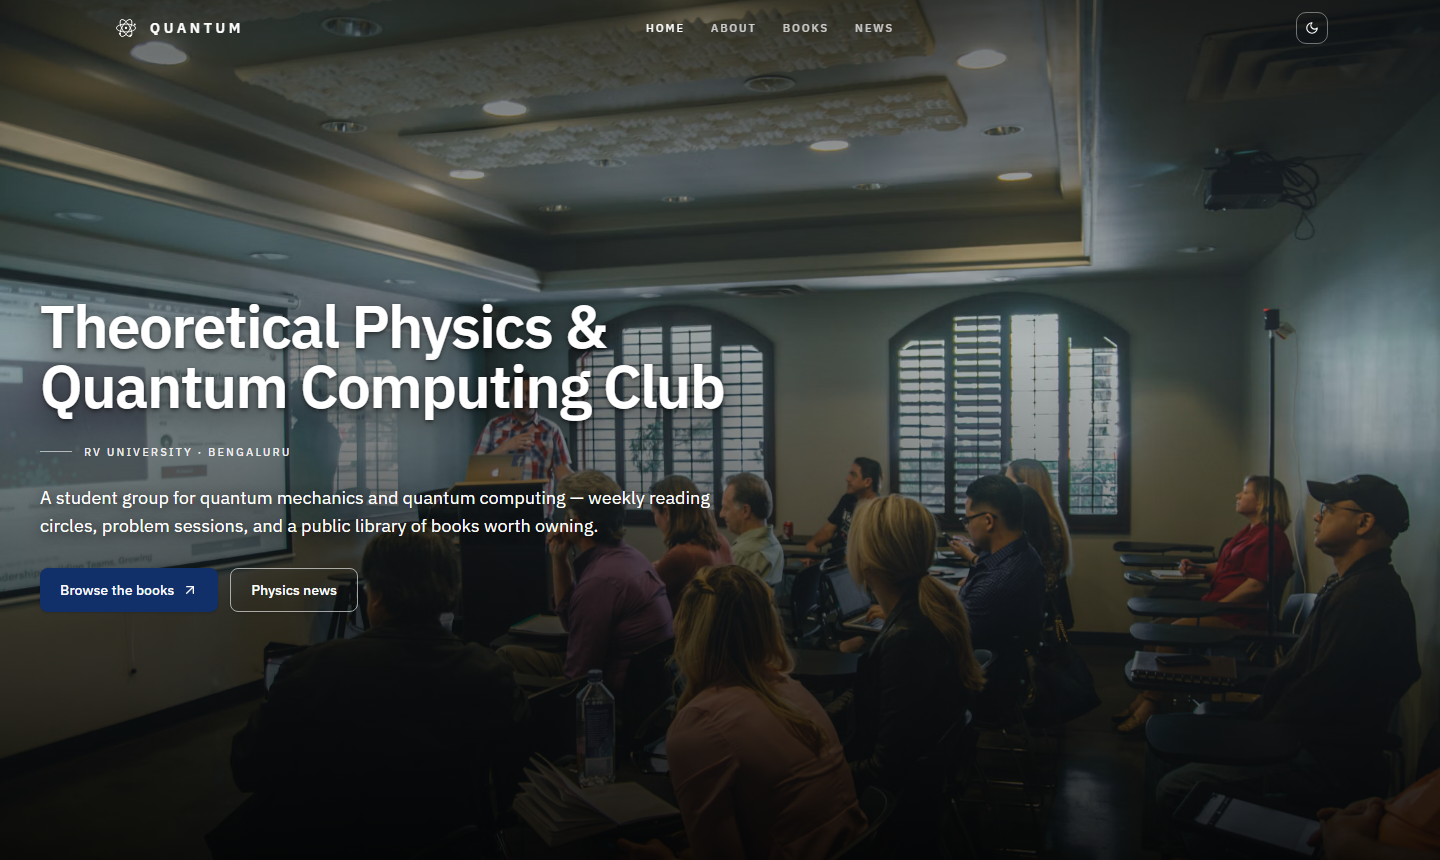 QUANTUM
HOME ABOUT BOOKS NEWS
Theoretical Physics &
Quantum Computing Club
RV UNIVERSITY · BENGALURU
A student group for quantum mechanics and quantum computing — weekly reading
circles, problem sessions, and a public library of books worth owning.
Browse the books
Physics news